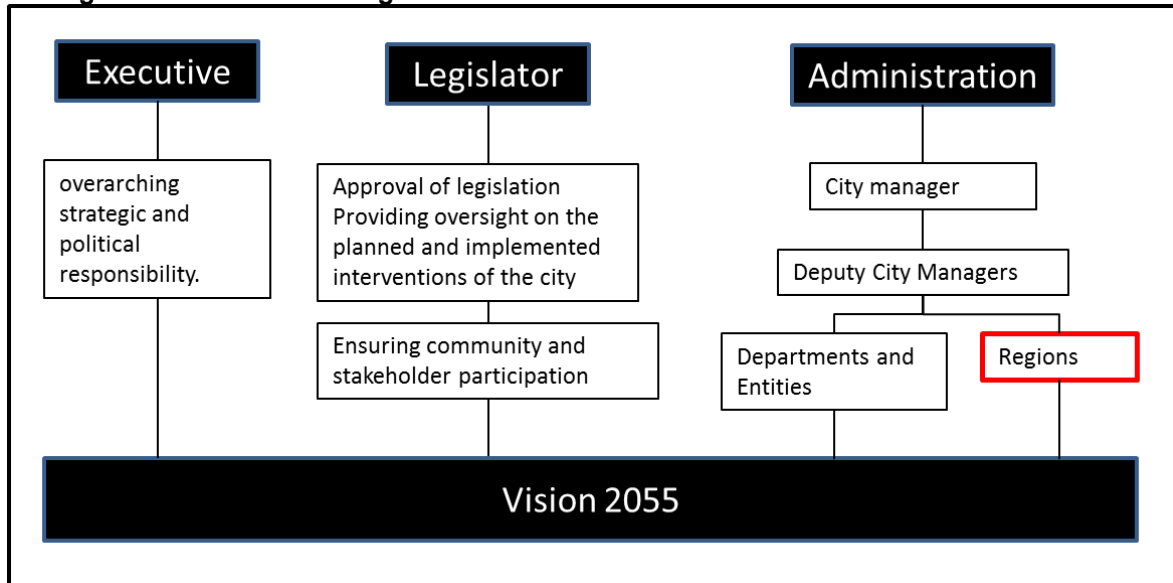 Executive
Legislator
Administration
overarching
strategic and
political
responsibility.
Approval of legislation
Providing oversight on the
planned and implemented
interventions of the city
Ensuring community and
stakeholder participation
City manager
Deputy City Managers
Departments and
Entities
Regions
Vision 2055